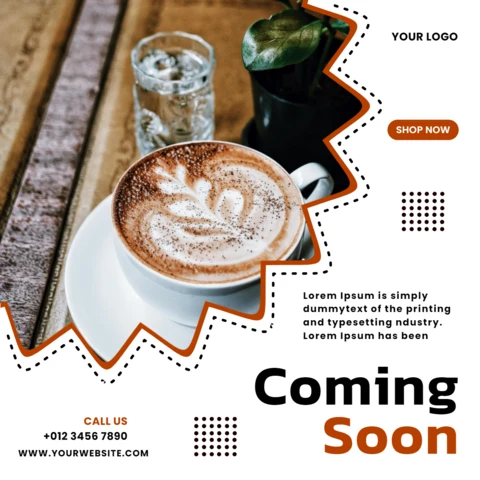 YOUR LOGO
SHOP NOW
Lorem Ipsum is simply
dummytext of the printing
and typesetting ndustry.
Lorem Ipsum has been
Coming
Soon
CALL US
+012 3456 7890
WWW.YOURWEBSITE.COM